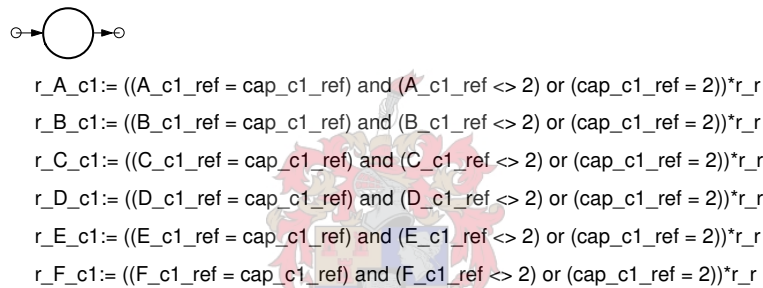 r_A_c1:= ((A_c1_ref = cap_c1_ref) and (A_c1_ref <> 2) or (cap_c1_ref = 2))*r_r
r_B_c1:= ((B_c1_ref = cap_c1_ref) and (B_c1_ref <> 2) or (cap_c1_ref = 2))*r_r
r_C_c1:= ((C_c1_ref = cap_c1_ref) and (C_c1_ref <> 2) or (cap_c1_ref = 2))*r_r
r_D_c1:= ((D_c1_ref = cap_c1_ref) and (D_c1_ref <> 2) or (cap_c1_ref = 2))*r_r
r_E_c1:= ((E_c1_ref = cap_c1_ref) and (E_c1_ref <> 2) or (cap_c1_ref = 2))*r_r
r_F_c1:= ((F_c1_ref = cap_c1_ref) and (F_c1_ref <> 2) or (cap_c1_ref = 2))*r_r